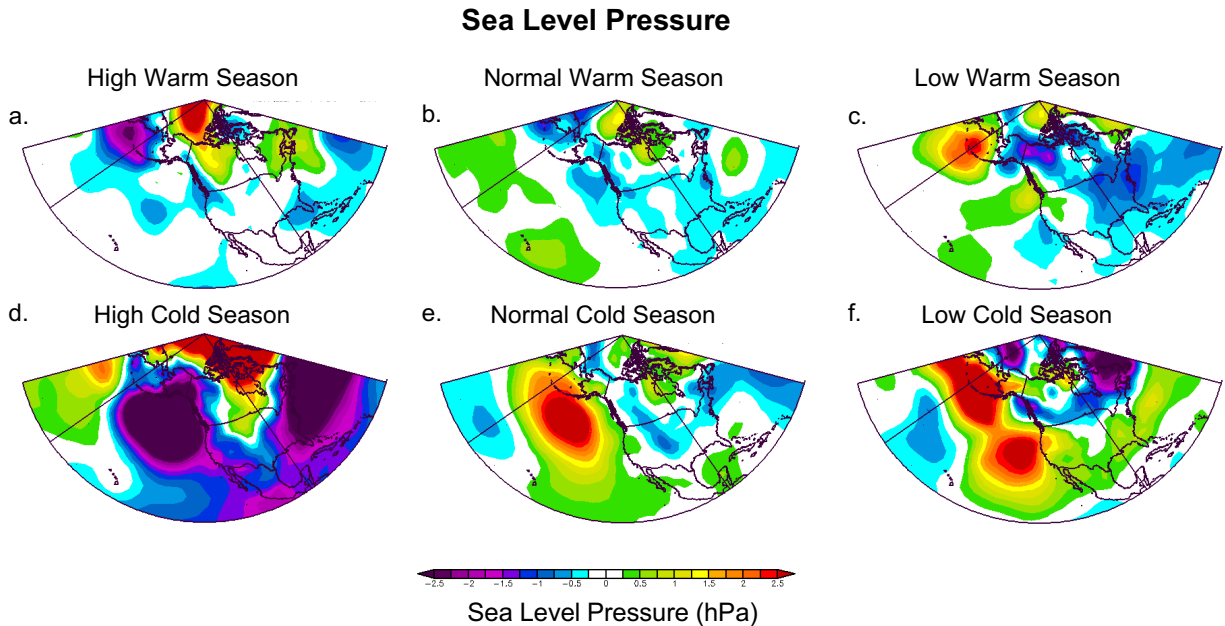 Sea Level Pressure
High Warm Season
Normal Warm Season
Low Warm Season
a.
b.
c.
High Cold Season
Normal Cold Season
Low Cold Season
d.
e.
f.
-2.5 -2 -1.5 -1 -0.5 0 0.5 1 1.5 2 2.5
Sea Level Pressure (hPa)